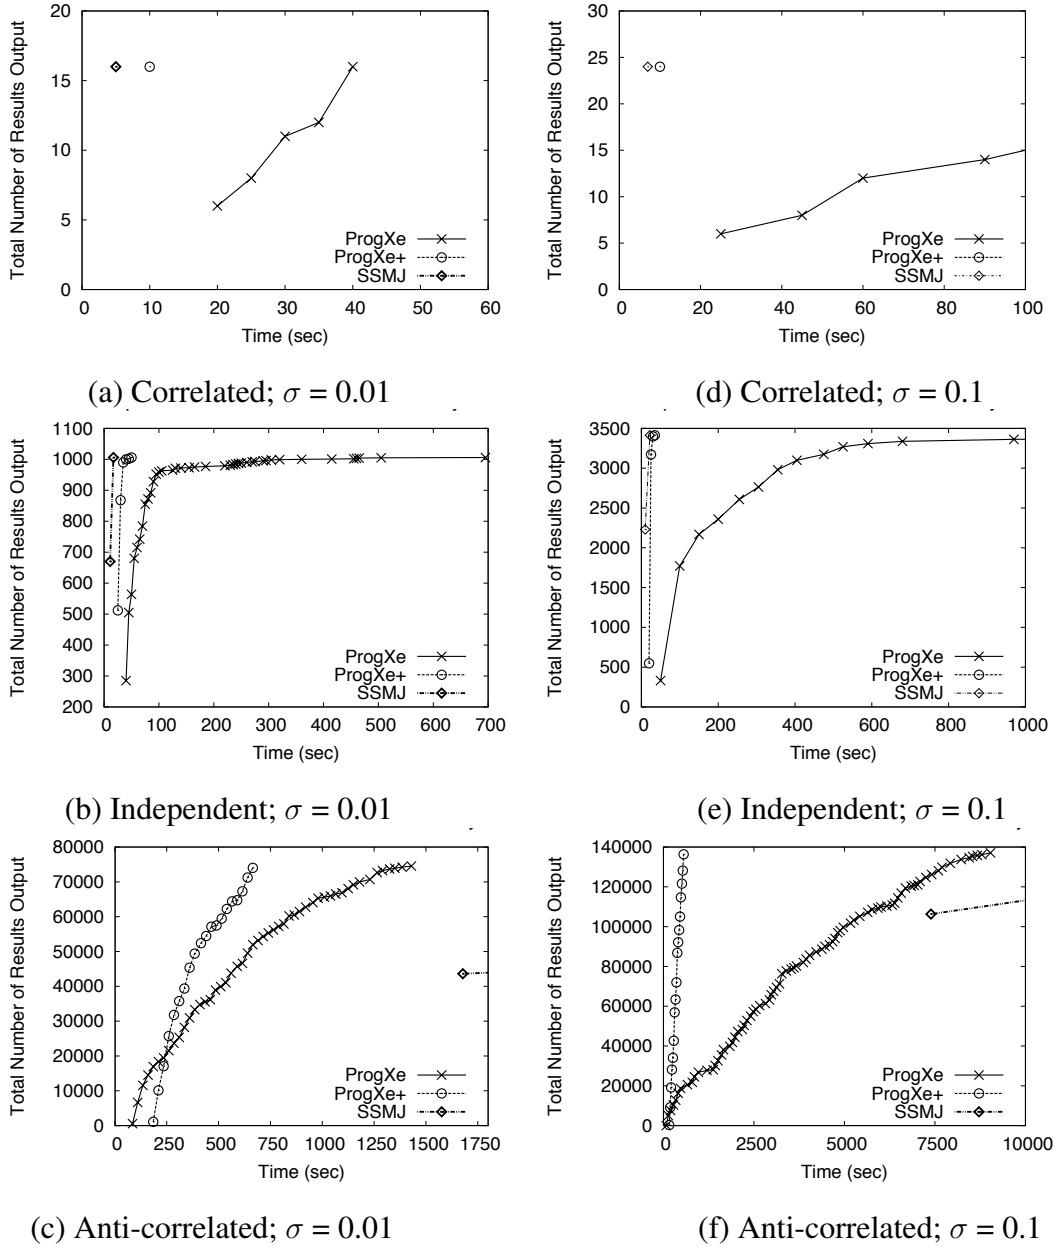 Total Number of Results Output
20
15
10
5
0
0 10 20 30 40 50 60
Time (sec)
ProgXe
ProgXe+
SSMJ
(a) Correlated; σ = 0.01
Total Number of Results Output
30
25
20
15
10
5
0
0 20 40 60 80 100
Time (sec)
ProgXe
ProgXe+
SSMJ
(d) Correlated; σ = 0.1
Total Number of Results Output
1100
1000
900
800
700
600
500
400
300
200
0 100 200 300 400 500 600 700
Time (sec)
ProgXe
ProgXe+
SSMJ
(b) Independent; σ = 0.01
Total Number of Results Output
3500
3000
2500
2000
1500
1000
500
0
0 200 400 600 800 1000
Time (sec)
ProgXe
ProgXe+
SSMJ
(e) Independent; σ = 0.1
Total Number of Results Output
80000
70000
60000
50000
40000
30000
20000
10000
0
0 250 500 750 1000 1250 1500 1750
Time (sec)
ProgXe
ProgXe+
SSMJ
(c) Anti-correlated; σ = 0.01
Total Number of Results Output
140000
120000
100000
80000
60000
40000
20000
0
0 2500 5000 7500 10000
Time (sec)
ProgXe
ProgXe+
SSMJ
(f) Anti-correlated; σ = 0.1